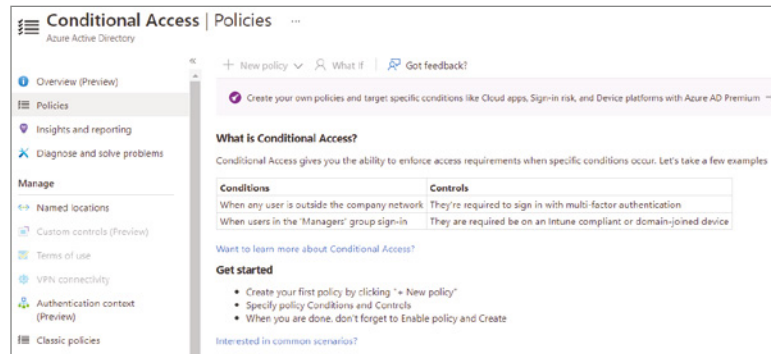 Conditional Access | Policies ...
Azure Active Directory
«
+ New policy What If Got feedback?
Overview (Preview)
Policies
Insights and reporting
Diagnose and solve problems
Manage
Named locations
Custom controls (Preview)
Terms of use
VPN connectivity
Authentication context
(Preview)
Classic policies
Create your own policies and target specific conditions like Cloud apps, Sign-in risk, and Device platforms with Azure AD Premium
What is Conditional Access?
Conditional Access gives you the ability to enforce access requirements when specific conditions occur. Let's take a few examples
Conditions Controls
When any user is outside the company network They're required to sign in with multi-factor authentication
When users in the 'Managers' group sign-in They are required be on an Intune compliant or domain-joined device
Want to learn more about Conditional Access?
Get started
• Create your first policy by clicking "+ New policy"
• Specify policy Conditions and Controls
• When you are done, don't forget to Enable policy and Create
Interested in common scenarios?